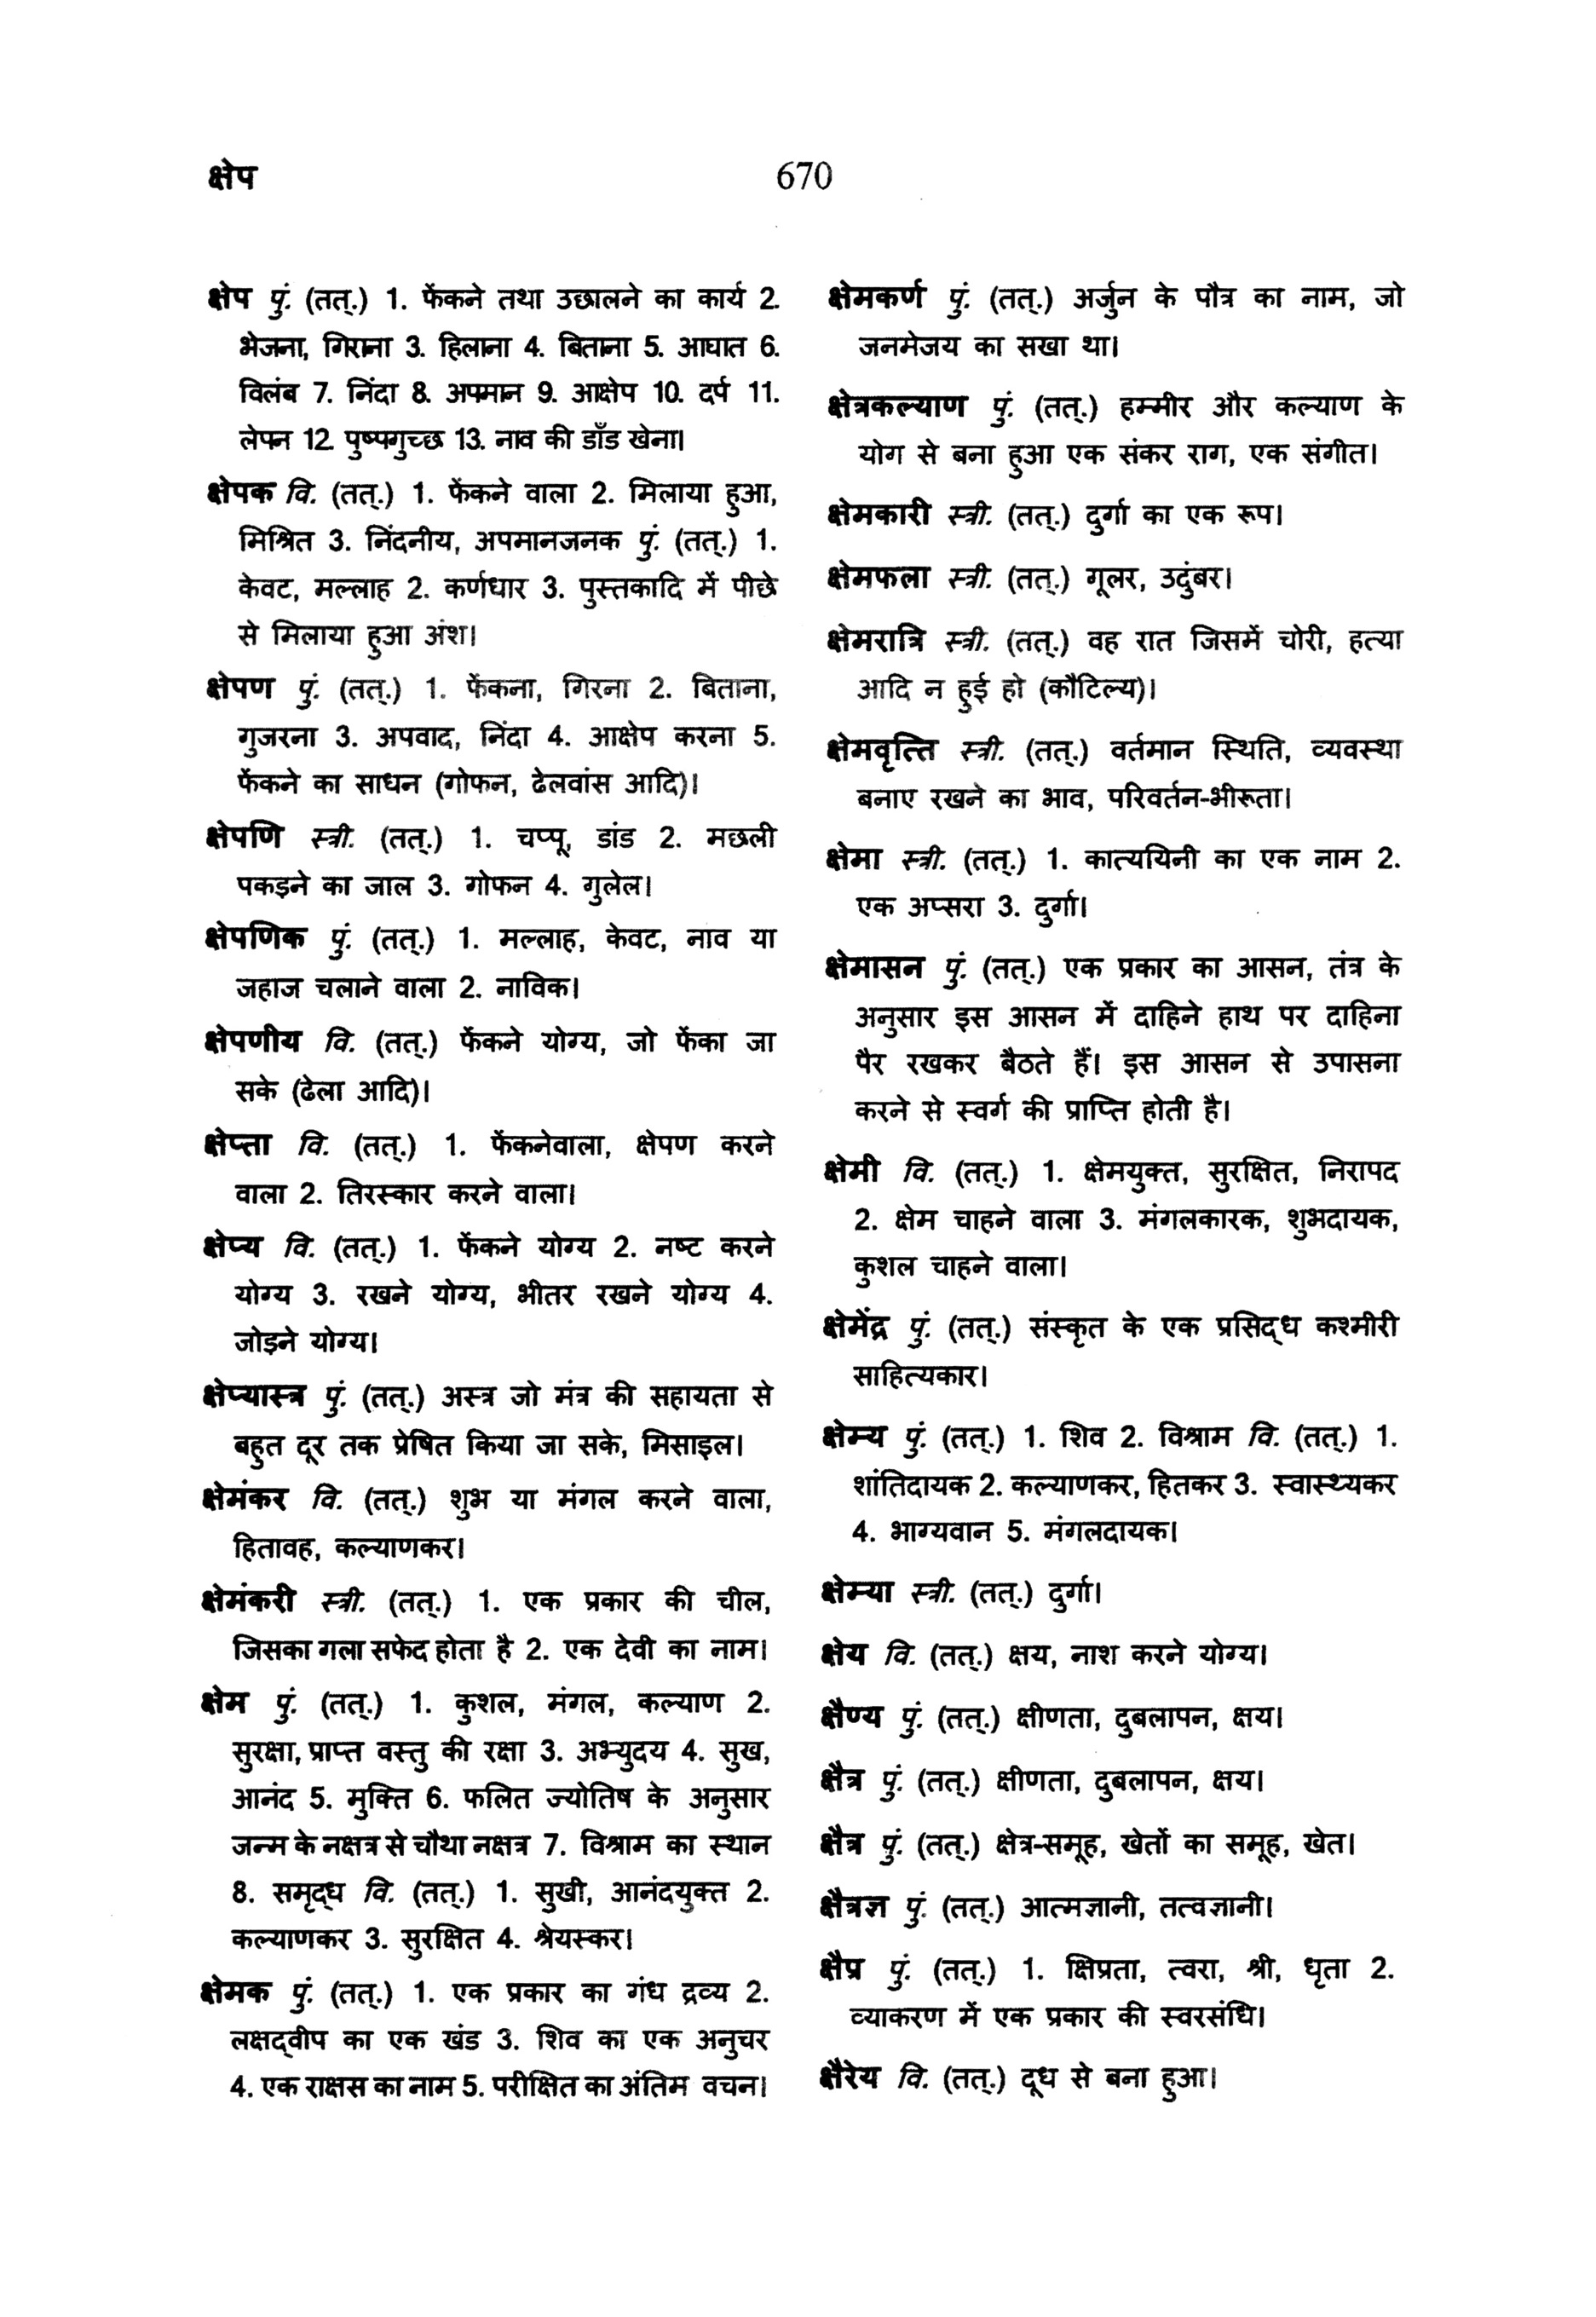 क्षेप
670
क्षेप पुं. (तत्.) 1. फेंकने तथा उछालने का कार्य 2.
भेजना, गिराना 3. हिलाना 4. बिताना 5. आघात 6.
विलंब 7. निंदा 8. अपमान 9. आक्षेप 10. दर्प 11.
लेपन 12. पुष्पगुच्छ 13. नाव की डाँड खेना।
क्षेपक वि. (तत्.) 1. फेंकने वाला 2. मिलाया हुआ,
मिश्रित 3. निंदनीय, अपमानजनक पुं. (तत्.) 1.
केवट, मल्लाह 2. कर्णधार 3. पुस्तकादि में पीछे
से मिलाया हुआ अंश।
क्षेपण पुं. (तत्.) 1. फेंकना, गिरना 2. बिताना,
गुजरना 3. अपवाद, निंदा 4. आक्षेप करना 5.
फेंकने का साधन (गोफन, ढेलवांस आदि)।
क्षेपणि स्त्री. (तत्.) 1. चप्पू, डांड 2. मछली
पकड़ने का जाल 3. गोफन 4. गुलेल।
क्षेपणिक पुं. (तत्.) 1. मल्लाह, केवट, नाव या
जहाज चलाने वाला 2. नाविक।
क्षेपणीय वि. (तत्.) फेंकने योग्य, जो फेंका जा
सके (ढेला आदि)।
क्षेप्ता वि. (तत्.) 1. फेंकनेवाला, क्षेपण करने
वाला 2. तिरस्कार करने वाला।
क्षेप्य वि. (तत्.) 1. फेंकने योग्य 2. नष्ट करने
योग्य 3. रखने योग्य, भीतर रखने योग्य 4.
जोड़ने योग्य।
क्षेप्यास्त्र पुं. (तत्.) अस्त्र जो मंत्र की सहायता से
बहुत दूर तक प्रेषित किया जा सके, मिसाइल।
क्षेमंकर वि. (तत्.) शुभ या मंगल करने वाला,
हितावह, कल्याणकर।
क्षेमंकरी स्त्री. (तत्.) 1. एक प्रकार की चील,
जिसका गला सफेद होता है 2. एक देवी का नाम।
क्षेम पुं. (तत्.) 1. कुशल, मंगल, कल्याण 2.
सुरक्षा, प्राप्त वस्तु की रक्षा 3. अभ्युदय 4. सुख,
आनंद 5. मुक्ति 6. फलित ज्योतिष के अनुसार
जन्म के नक्षत्र से चौथा नक्षत्र 7. विश्राम का स्थान
8. समृद्ध वि. (तत्.) 1. सुखी, आनंदयुक्त 2.
कल्याणकर 3. सुरक्षित 4. श्रेयस्कर।
क्षेमक पुं. (तत्.) 1. एक प्रकार का गंध द्रव्य 2.
लक्षद्वीप का एक खंड 3. शिव का एक अनुचर
4. एक राक्षस का नाम 5. परीक्षित का अंतिम वचन।
क्षेमकर्ण पुं. (तत्.) अर्जुन के पौत्र का नाम, जो
जनमेजय का सखा था।
क्षेत्रकल्याण पुं. (तत्.) हम्मीर और कल्याण के
योग से बना हुआ एक संकर राग, एक संगीत।
क्षेमकारी स्त्री. (तत्.) दुर्गा का एक रूप।
क्षेमफला स्त्री. (तत्.) गूलर, उदुंबर।
क्षेमरात्रि स्त्री. (तत्.) वह रात जिसमें चोरी, हत्या
आदि न हुई हो (कौटिल्य)।
क्षेमवृत्ति स्त्री. (तत्.) वर्तमान स्थिति, व्यवस्था
बनाए रखने का भाव, परिवर्तन-भीरूता।
क्षेमा स्त्री. (तत्.) 1. कात्ययिनी का एक नाम 2.
एक अप्सरा 3. दुर्गा।
क्षेमासन पुं. (तत्.) एक प्रकार का आसन, तंत्र के
अनुसार इस आसन में दाहिने हाथ पर दाहिना
पैर रखकर बैठते हैं। इस आसन से उपासना
करने से स्वर्ग की प्राप्ति होती है।
क्षेमी वि. (तत्.) 1. क्षेमयुक्त, सुरक्षित, निरापद
2. क्षेम चाहने वाला 3. मंगलकारक, शुभदायक,
कुशल चाहने वाला।
क्षेमेंद्र पुं. (तत्.) संस्कृत के एक प्रसिद्ध कश्मीरी
साहित्यकार।
क्षेम्य पुं. (तत्.) 1. शिव 2. विश्राम वि. (तत्.) 1.
शांतिदायक 2. कल्याणकर, हितकर 3. स्वास्थ्यकर
4. भाग्यवान 5. मंगलदायक।
क्षेम्या स्त्री. (तत्.) दुर्गा।
क्षेय वि. (तत्.) क्षय, नाश करने योग्य।
क्षैण्य पुं. (तत्.) क्षीणता, दुबलापन, क्षय।
क्षैत्र पुं. (तत्.) क्षीणता, दुबलापन, क्षय।
क्षैत्र पुं. (तत्.) क्षेत्र-समूह, खेतों का समूह, खेत।
क्षैत्रज्ञ पुं. (तत्.) आत्मज्ञानी, तत्वज्ञानी।
क्षैप्र पुं. (तत्.) 1. क्षिप्रता, त्वरा, श्री, धृता 2.
व्याकरण में एक प्रकार की स्वरसंधि।
क्षैरेय वि. (तत्.) दूध से बना हुआ।